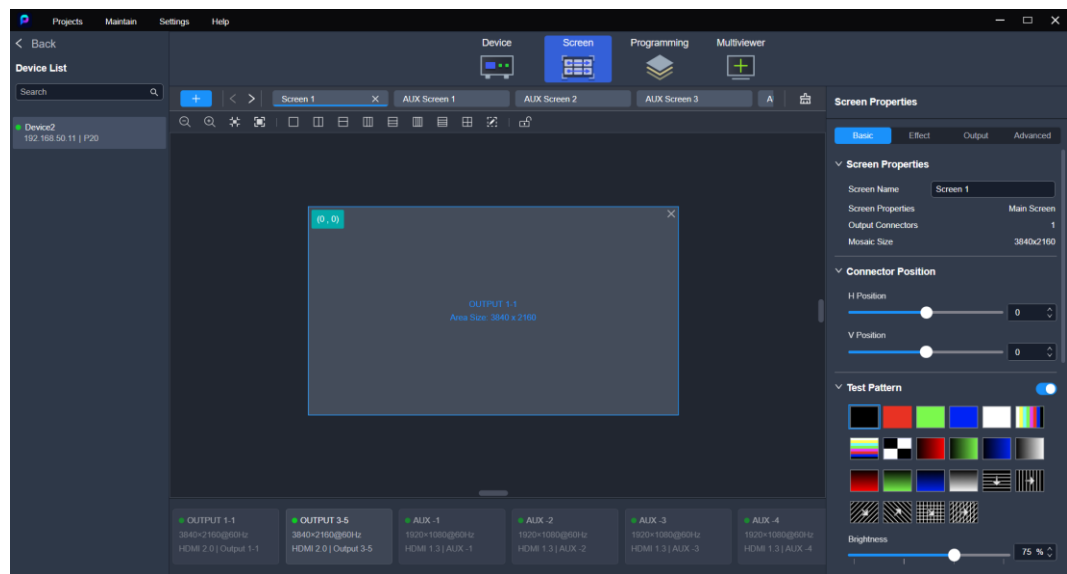 Projects Maintain Settings Help
Back
Device List
Search
Device2
192.168.50.11 | P20
Device Screen Programming Multiviewer
Screen 1 AUX Screen 1 AUX Screen 2 AUX Screen 3
(0 , 0)
OUTPUT 1-1
Area Size: 3840 x 2160
OUTPUT 1-1
3840×2160@60Hz
HDMI 2.0 | Output 1-1
OUTPUT 3-5
3840×2160@60Hz
HDMI 2.0 | Output 3-5
AUX -1
1920×1080@60Hz
HDMI 1.3 | AUX -1
AUX -2
1920×1080@60Hz
HDMI 1.3 | AUX -2
AUX -3
1920×1080@60Hz
HDMI 1.3 | AUX -3
AUX -4
1920×1080@60Hz
HDMI 1.3 | AUX -4
Screen Properties
Basic Effect Output Advanced
Screen Properties
Screen Name Screen 1
Screen Properties Main Screen
Output Connectors 1
Mosaic Size 3840x2160
Connector Position
H Position
0
V Position
0
Test Pattern
Brightness
75 %